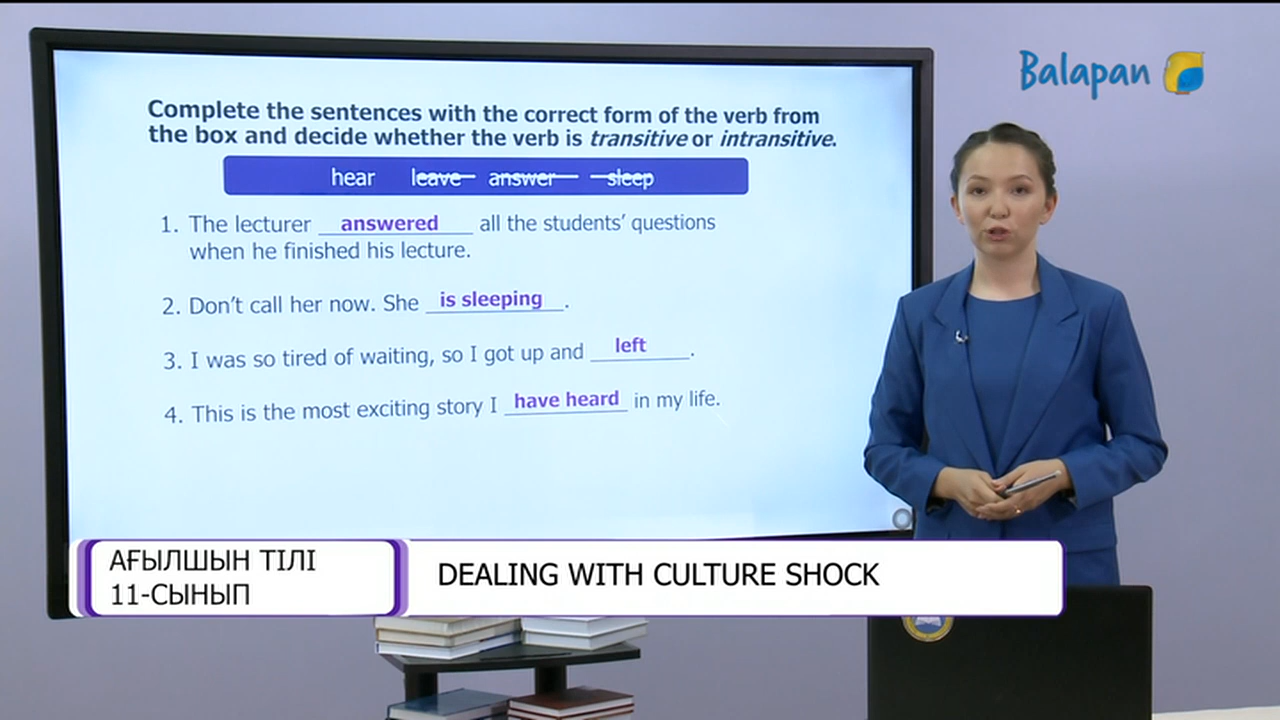 Balapan
Complete the sentences with the correct form of the verb from
the box and decide whether the verb is transitive or intransitive.
hear leave answer sleep
1. The lecturer answered all the students’ questions
when he finished his lecture.
2. Don’t call her now. She is sleeping.
3. I was so tired of waiting, so I got up and left.
4. This is the most exciting story I have heard in my life.
АҒЫЛШЫН ТІЛІ
11-СЫНЫП
DEALING WITH CULTURE SHOCK